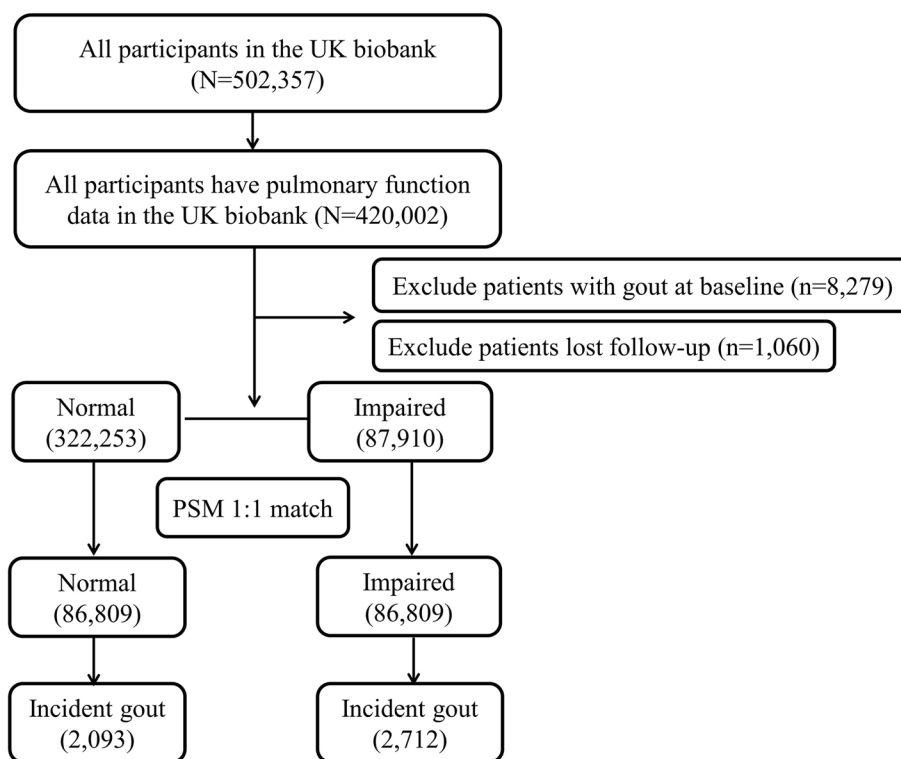 All participants in the UK biobank
(N=502,357)
All participants have pulmonary function
data in the UK biobank (N=420,002)
Exclude patients with gout at baseline (n=8,279)
Exclude patients lost follow-up (n=1,060)
Normal
(322,253)
Impaired
(87,910)
PSM 1:1 match
Normal
(86,809)
Impaired
(86,809)
Incident gout
(2,093)
Incident gout
(2,712)